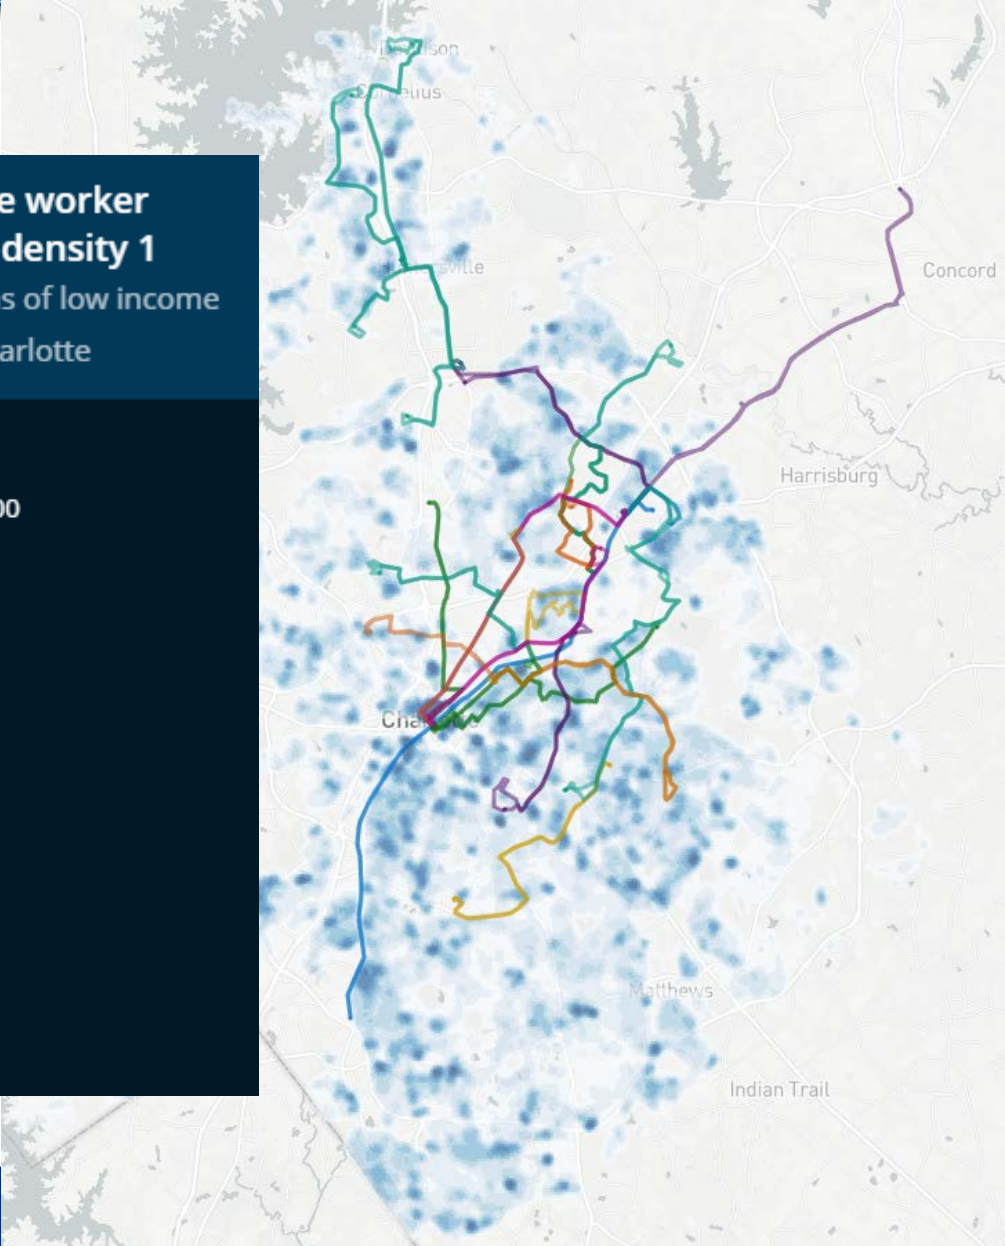 e worker
density 1
s of low income
arlotte
00
Concord
Harrisburg
Matthews
Indian Trail